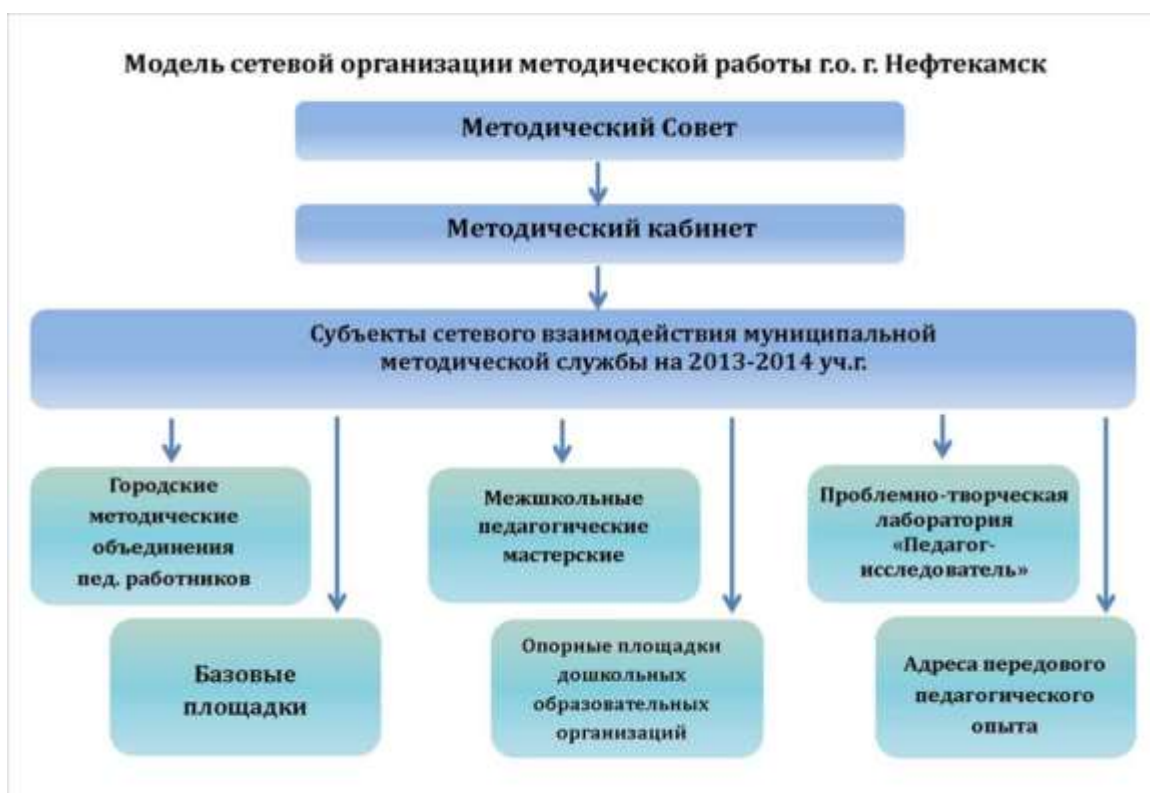 Модель сетевой организации методической работы г.о. г. Нефтекамск
Методический Совет
Методический кабинет
Субъекты сетевого взаимодействия муниципальной
методической службы на 2013-2014 уч.г.
Городские
методические
объединения
пед. работников
Межшкольные
педагогические
мастерские
Проблемно-творческая
лаборатория
«Педагог-
исследователь»
Базовые
площадки
Опорные площадки
дошкольных
образовательных
организаций
Адреса передового
педагогического
опыта